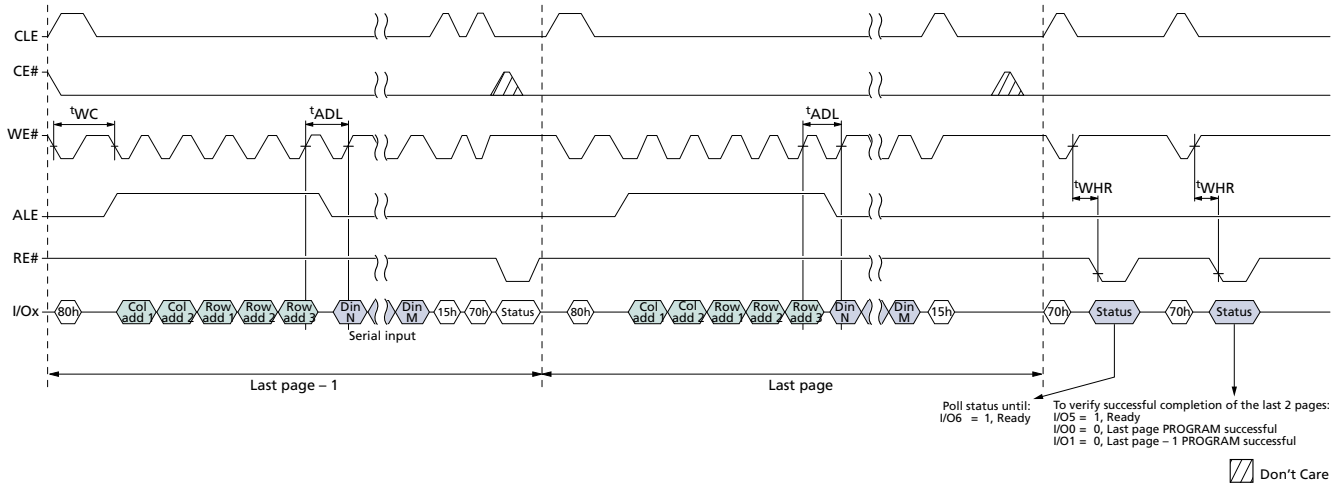 CLE
CE#
tWC
tADL
tADL
WE#
tWHR
tWHR
ALE
RE#
I/Ox
80h
Col add 1
Col add 2
Row add 1
Row add 2
Row add 3
Din N
Din M
15h
70h
Status
80h
Col add 1
Col add 2
Row add 1
Row add 2
Row add 3
Din N
Din M
15h
70h
Status
70h
Status
Serial input
Last page – 1
Last page
Poll status until:
I/O6 = 1, Ready
To verify successful completion of the last 2 pages:
I/O5 = 1, Ready
I/O0 = 0, Last page PROGRAM successful
I/O1 = 0, Last page – 1 PROGRAM successful
Don't Care